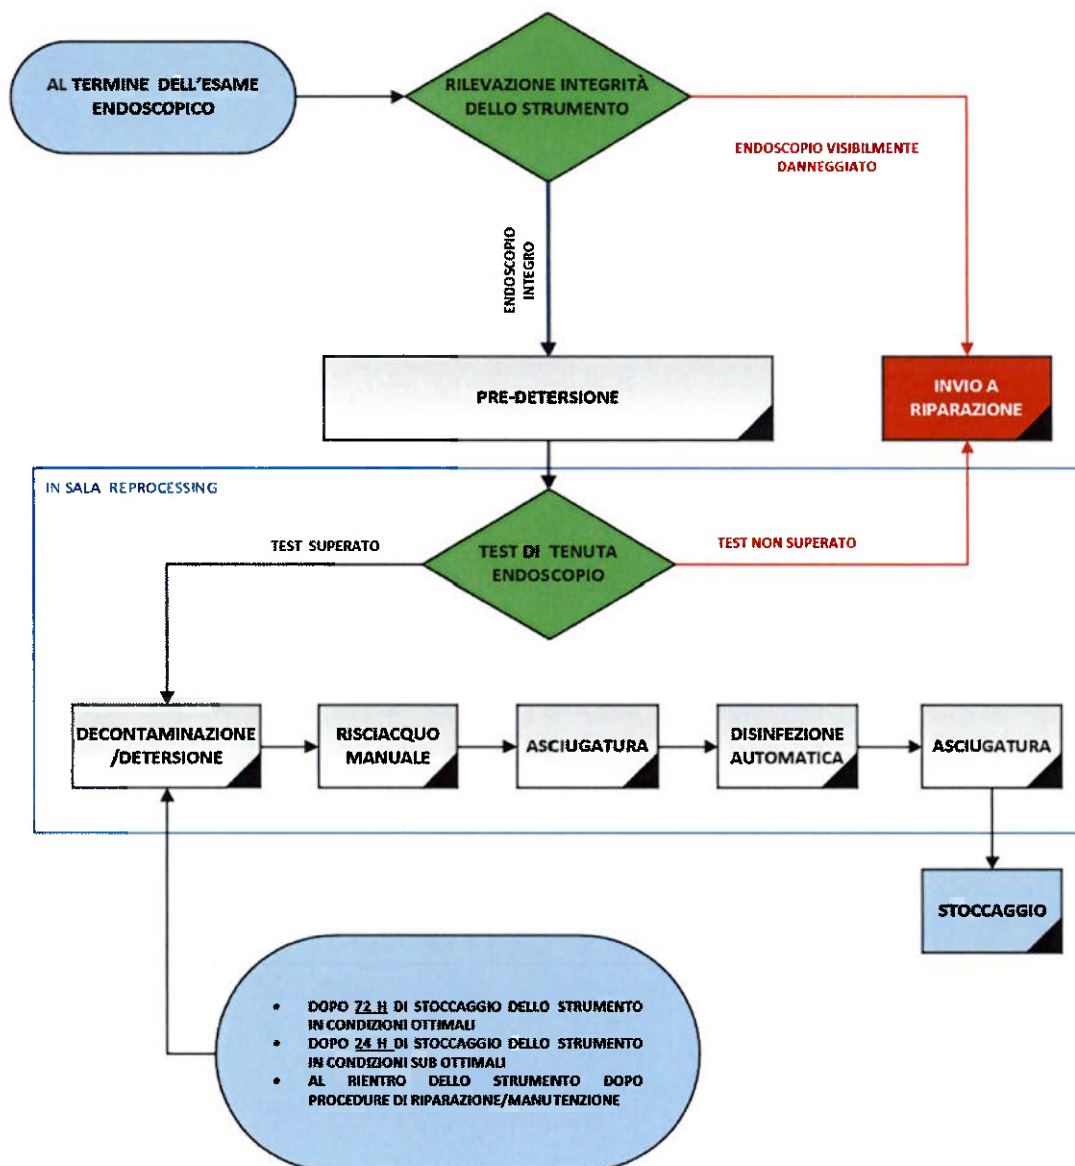 AL TERMINE DELL'ESAME
ENDOSCOPICO
RILEVAZIONE INTEGRITÀ
DELLO STRUMENTO
ENDOSCOPIO VISIBILMENTE
DANNEGGIATO
ENDOSCOPIO
INTEGRO
PRE-DETERSIONE
INVIO A
RIPARAZIONE
IN SALA REPROCESSING
TEST SUPERATO
TEST DI TENUTA
ENDOSCOPIO
TEST NON SUPERATO
DECONTAMINAZIONE
/DETERSIONE
RISCIACQUO
MANUALE
ASCIUGATURA
DISINFEZIONE
AUTOMATICA
ASCIUGATURA
STOCCAGGIO
• DOPO 72 H DI STOCCAGGIO DELLO STRUMENTO
IN CONDIZIONI OTTIMALI
• DOPO 24 H DI STOCCAGGIO DELLO STRUMENTO
IN CONDIZIONI SUB OTTIMALI
• AL RIENTRO DELLO STRUMENTO DOPO
PROCEDURE DI RIPARAZIONE/MANUTENZIONE